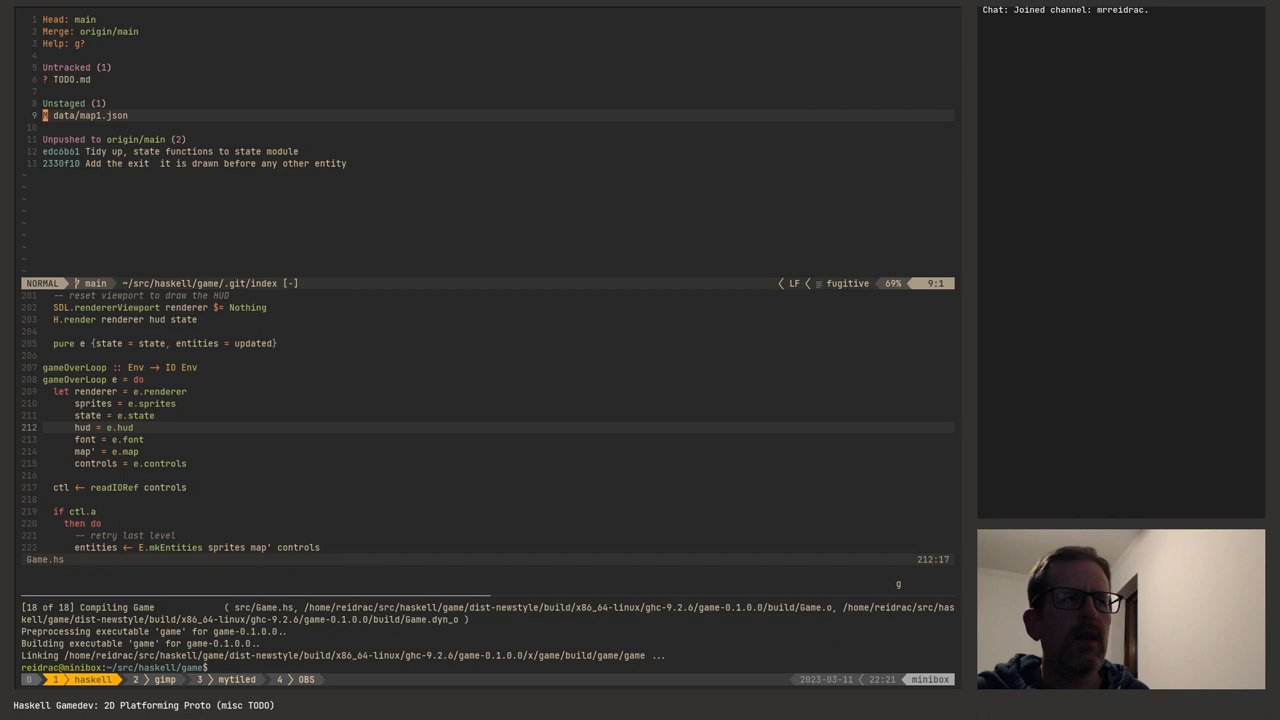 Chat: Joined channel: mrreidrac.
1 Head: main
2 Merge: origin/main
3 Help: g?
4
5 Untracked (1)
6 ? TODO.md
7
8 Unstaged (1)
9 M data/map1.json
10
11 Unpushed to origin/main (2)
12 edc6b61 Tidy up, state functions to state module
13 2330f10 Add the exit  it is drawn before any other entity
~
~
~
~
~
~
~
~
~
NORMAL main ~/src/haskell/game/.git/index [-] LF fugitive 69% 9:1
201 -- reset viewport to draw the HUD
202 SDL.rendererViewport renderer $= Nothing
203 H.render renderer hud state
204
205 pure e {state = state, entities = updated}
206
207 gameOverLoop :: Env → IO Env
208 gameOverLoop e = do
209 let renderer = e.renderer
210 sprites = e.sprites
211 state = e.state
212 hud = e.hud
213 font = e.font
214 map' = e.map
215 controls = e.controls
216
217 ctl ← readIORef controls
218
219 if ctl.a
220 then do
221 -- retry last level
222 entities ← E.mkEntities sprites map' controls
Game.hs 212:17
g
[18 of 18] Compiling Game ( src/Game.hs, /home/reidrac/src/haskell/game/dist-newstyle/build/x86_64-linux/ghc-9.2.6/game-0.1.0.0/build/Game.o, /home/reidrac/src/has
kell/game/dist-newstyle/build/x86_64-linux/ghc-9.2.6/game-0.1.0.0/build/Game.dyn_o )
Preprocessing executable 'game' for game-0.1.0.0..
Building executable 'game' for game-0.1.0.0..
Linking /home/reidrac/src/haskell/game/dist-newstyle/build/x86_64-linux/ghc-9.2.6/game-0.1.0.0/x/game/build/game/game ...
reidrac@minibox:~/src/haskell/game$
0 1 haskell 2 gimp 3 mytiled 4 OBS 2023-03-11 22:21 minibox
Haskell Gamedev: 2D Platforming Proto (misc TODO)